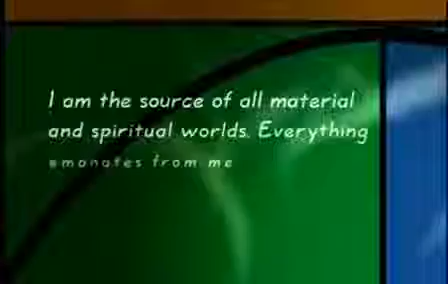 I am the source of all material
and spiritual worlds. Everything
emanates from me